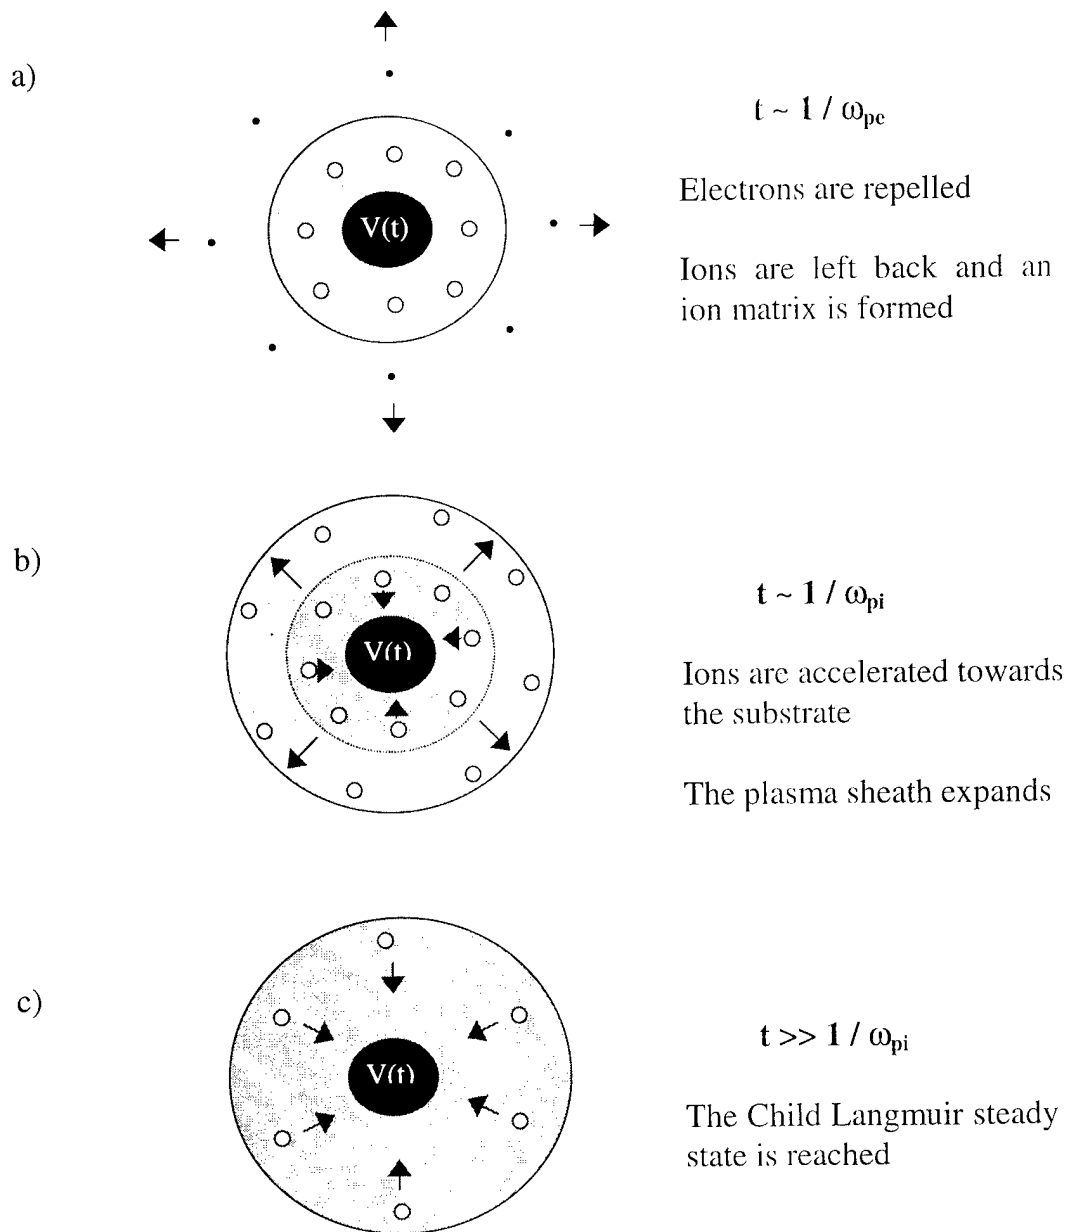 a)
t ~ 1 / ωpe
Electrons are repelled
V(t)
Ions are left back and an
ion matrix is formed
b)
t ~ 1 / ωpi
V(t)
Ions are accelerated towards
the substrate
The plasma sheath expands
c)
t >> 1 / ωpi
V(t)
The Child Langmuir steady
state is reached